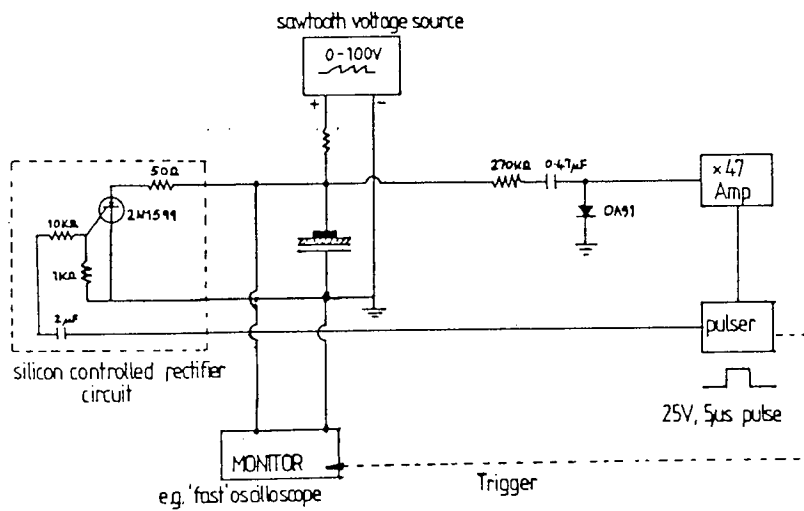 sawtooth voltage source
0-100V
+
-
50Ω
2N1599
10KΩ
1KΩ
2µF
270KΩ
0.47µF
OA91
×47
Amp
pulser
25V, 5µs pulse
silicon controlled rectifier
circuit
MONITOR
e.g. 'fast' oscilloscope
Trigger